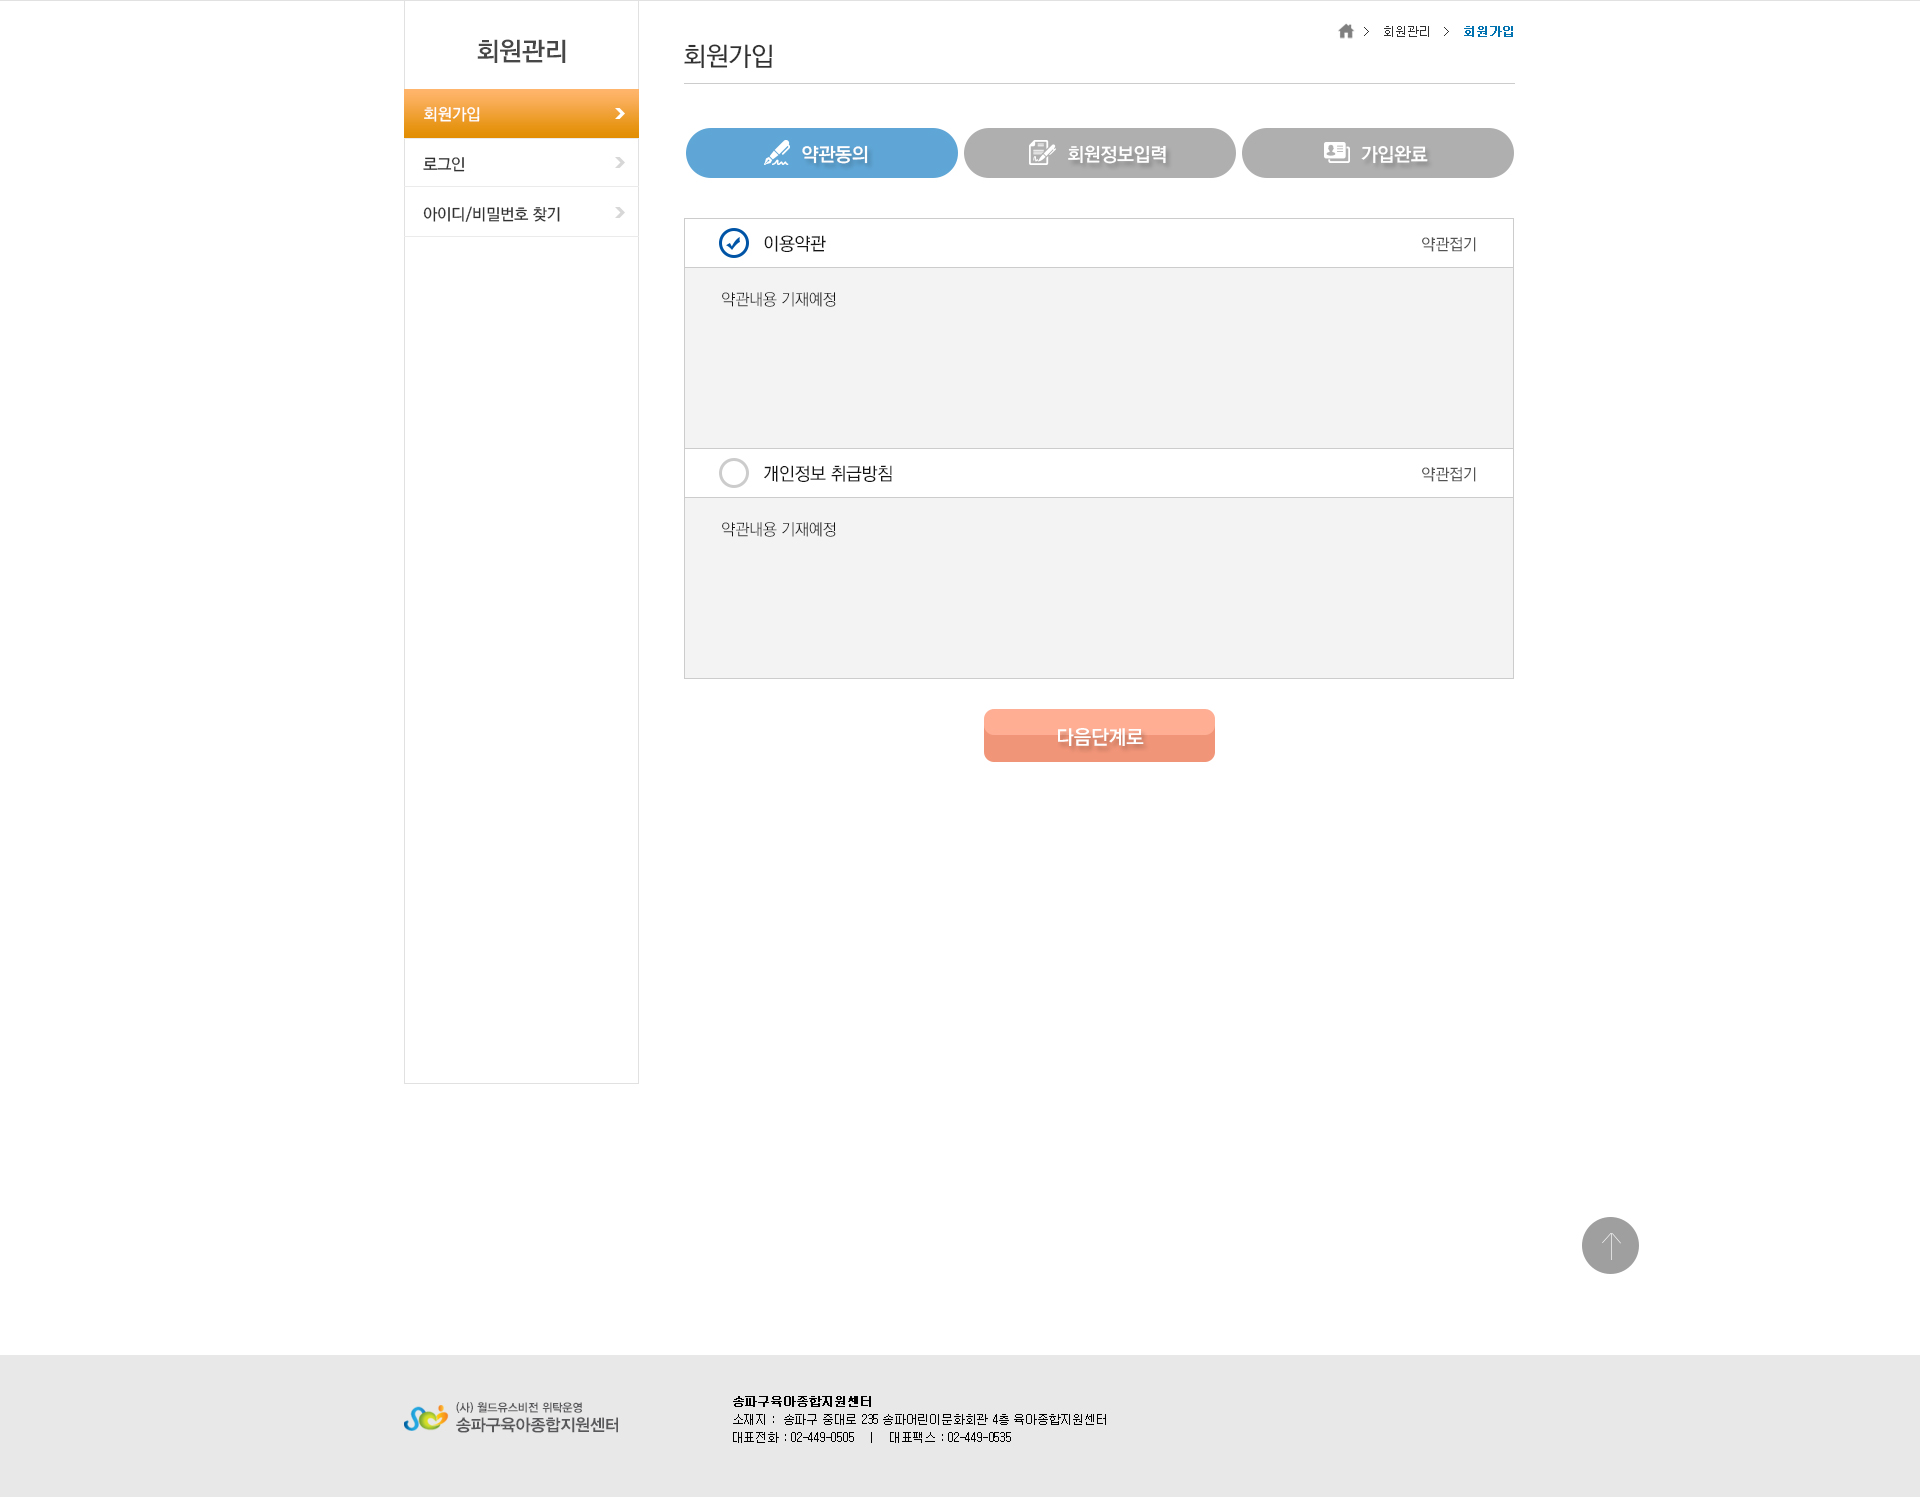 회원관리
회원가입
로그인
아이디/비밀번호 찾기
회원관리
회원가입
회원가입
약관동의
회원정보입력
가입완료
이용약관
약관접기
약관내용 기재예정
개인정보 취급방침
약관접기
약관내용 기재예정
다음단계로
(사) 월드유스비전 위탁운영
송파구육아종합지원센터
송파구육아종합지원센터
소재지 : 송파구 중대로 235 송파어린이문화회관 4층 육아종합지원센터
대표전화 : 02-449-0505 | 대표팩스 : 02-449-0535